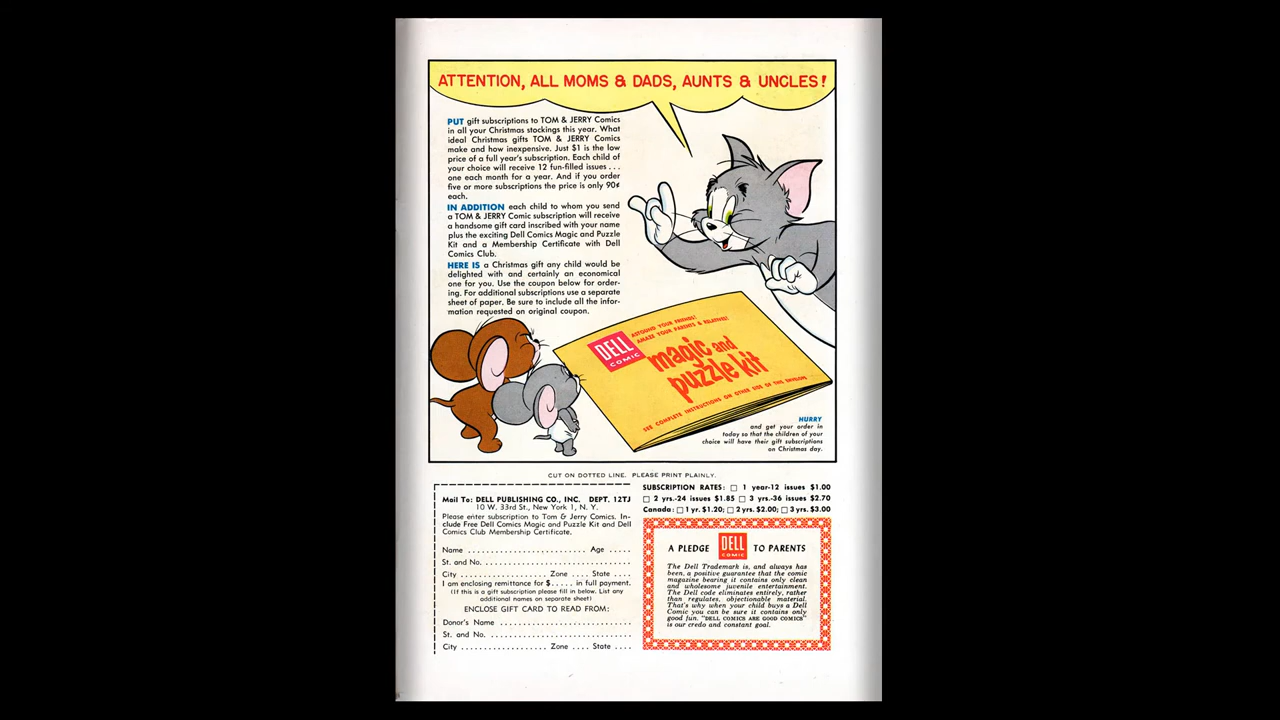 ATTENTION, ALL MOMS & DADS, AUNTS & UNCLES!
PUT gift subscriptions to TOM & JERRY Comics
in all your Christmas stockings this year. What
ideal Christmas gifts TOM & JERRY Comics
make and how inexpensive. Just $1 is the low
price of a full year's subscription. Each child of
your choice will receive 12 fun-filled issues . . .
one each month for a year. And if you order
five or more subscriptions the price is only 90¢
each.
IN ADDITION each child to whom you send
a TOM & JERRY Comic subscription will receive
a handsome gift card inscribed with your name
plus the exciting Dell Comics Magic and Puzzle
Kit and a Membership Certificate with Dell
Comics Club.
HERE IS a Christmas gift any child would be
delighted with and certainly an economical
one for you. Use the coupon below for order-
ing. For additional subscriptions use a separate
sheet of paper. Be sure to include all the infor-
mation requested on original coupon.
ASTOUND YOUR FRIENDS!
AMAZE YOUR PARENTS & RELATIVES!
DELL
COMIC
magic and
puzzle kit
SEE COMPLETE INSTRUCTIONS ON OTHER SIDE OF THIS ENVELOPE
HURRY
and get your order in
today so that the children of your
choice will have their gift subscriptions
on Christmas day.
CUT ON DOTTED LINE. PLEASE PRINT PLAINLY.
Mail To: DELL PUBLISHING CO., INC. DEPT. 12TJ
10 W. 33rd St., New York 1, N. Y.
Please enter subscription to Tom & Jerry Comics. In-
clude Free Dell Comics Magic and Puzzle Kit and Dell
Comics Club Membership Certificate.
Name . . . . . . . . . . . . . . . . . . . . . . . . . . Age . . . . .
St. and No. . . . . . . . . . . . . . . . . . . . . . . . . . . . . . .
City . . . . . . . . . . . . . . . . . . . Zone . . . . State . . . .
I am enclosing remittance for $. . . . . in full payment.
(If this is a gift subscription please fill in below. List any
additional names on separate sheet)
ENCLOSE GIFT CARD TO READ FROM:
Donor's Name . . . . . . . . . . . . . . . . . . . . . . . . . . . .
St. and No. . . . . . . . . . . . . . . . . . . . . . . . . . . . . . .
City . . . . . . . . . . . . . . . . . . . Zone . . . . State . . . .
SUBSCRIPTION RATES: □ 1 year-12 issues $1.00
□ 2 yrs.-24 issues $1.85 □ 3 yrs.-36 issues $2.70
Canada: □ 1 yr. $1.20; □ 2 yrs. $2.00; □ 3 yrs. $3.00
A PLEDGE DELL COMIC TO PARENTS
The Dell Trademark is, and always has
been, a positive guarantee that the comic
magazine bearing it contains only clean
and wholesome juvenile entertainment.
The Dell code eliminates entirely, rather
than regulates, objectionable material.
That's why when your child buys a Dell
Comic you can be sure it contains only
good fun. "DELL COMICS ARE GOOD COMICS"
is our credo and constant goal.